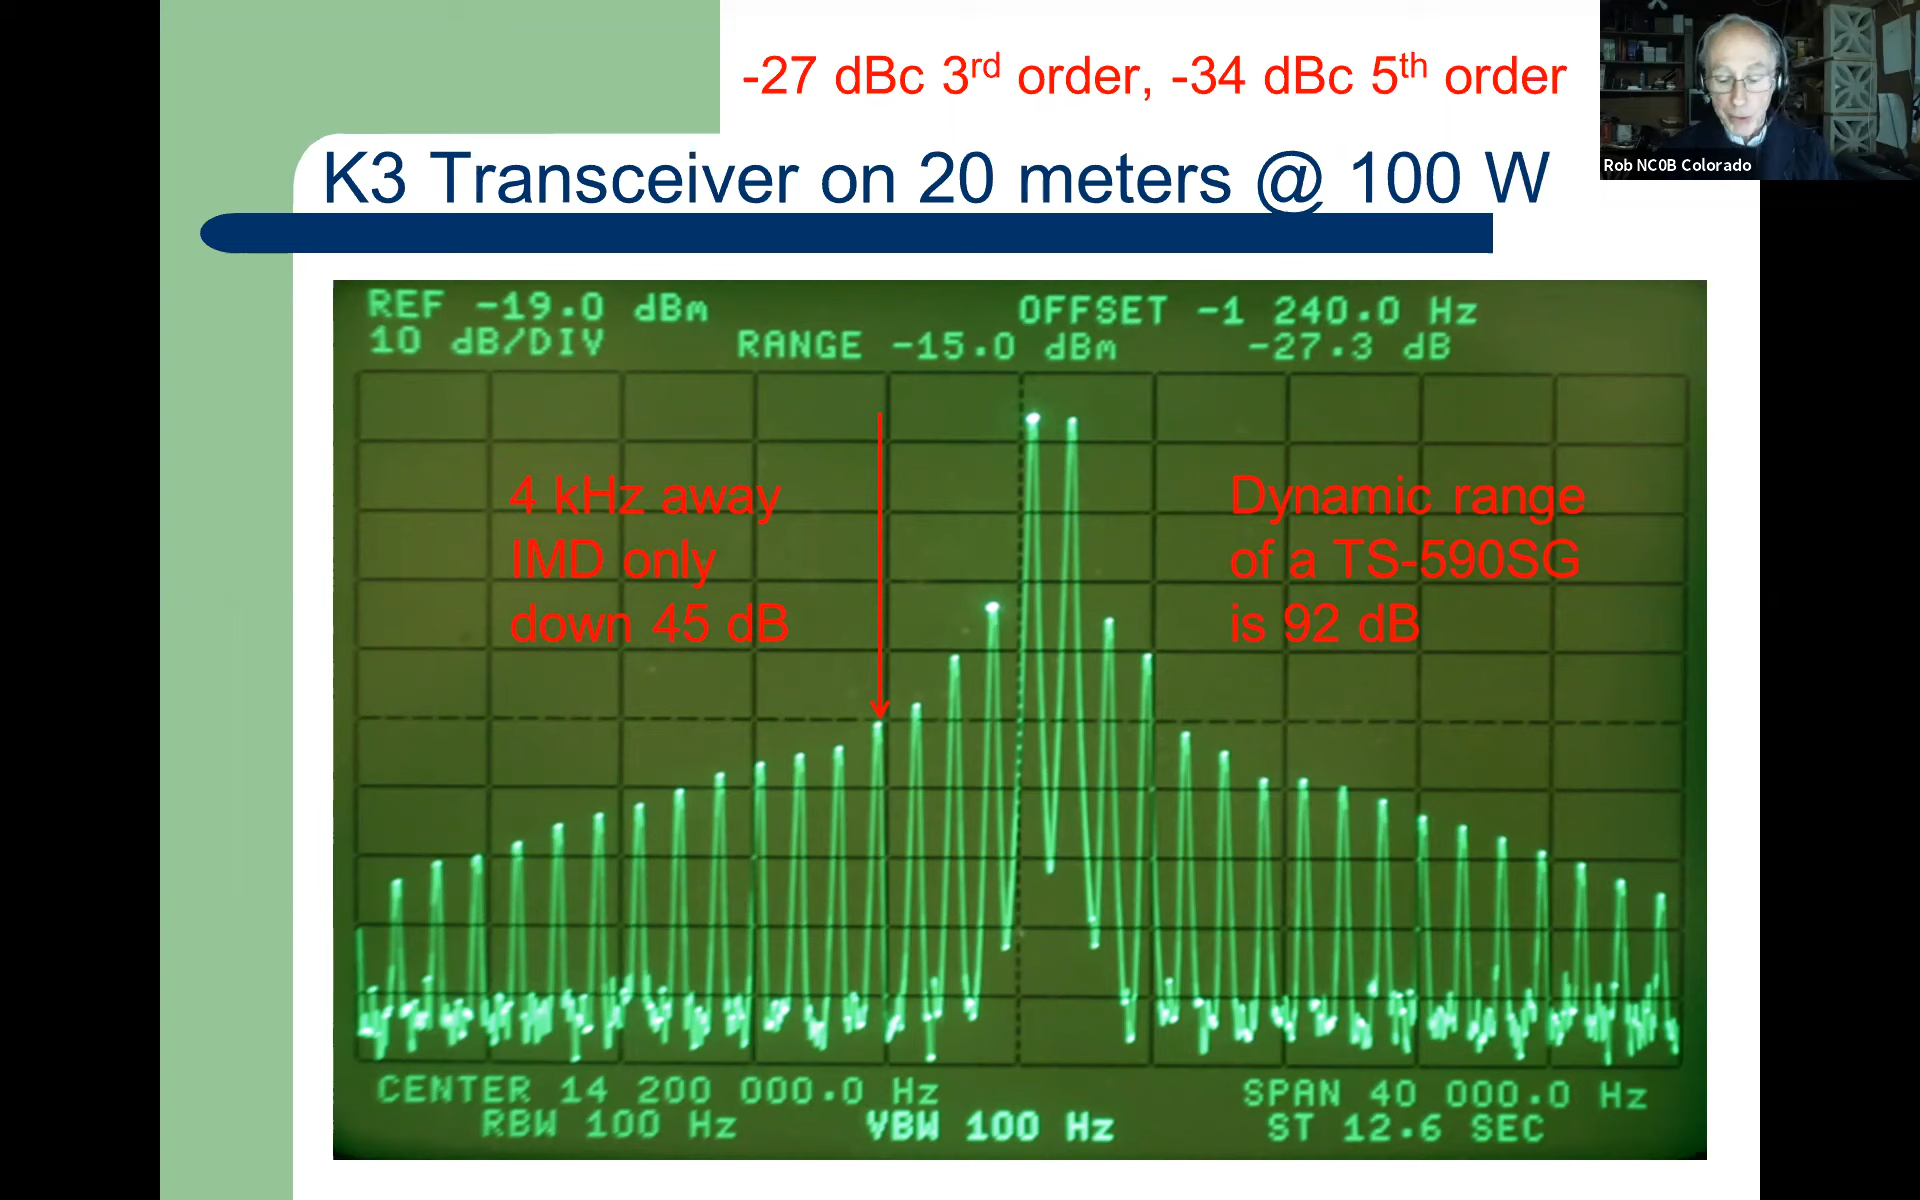 -27 dBc 3rd order, -34 dBc 5th order
Rob NC0B Colorado
K3 Transceiver on 20 meters @ 100 W
REF -19.0 dBm
OFFSET -1 240.0 Hz
10 dB/DIV
RANGE -15.0 dBm
-27.3 dB
4 kHz away
IMD only
down 45 dB
Dynamic range
of a TS-590SG
is 92 dB
CENTER 14 200 000.0 Hz
SPAN 40 000.0 Hz
RBW 100 Hz
VBW 100 Hz
ST 12.6 SEC